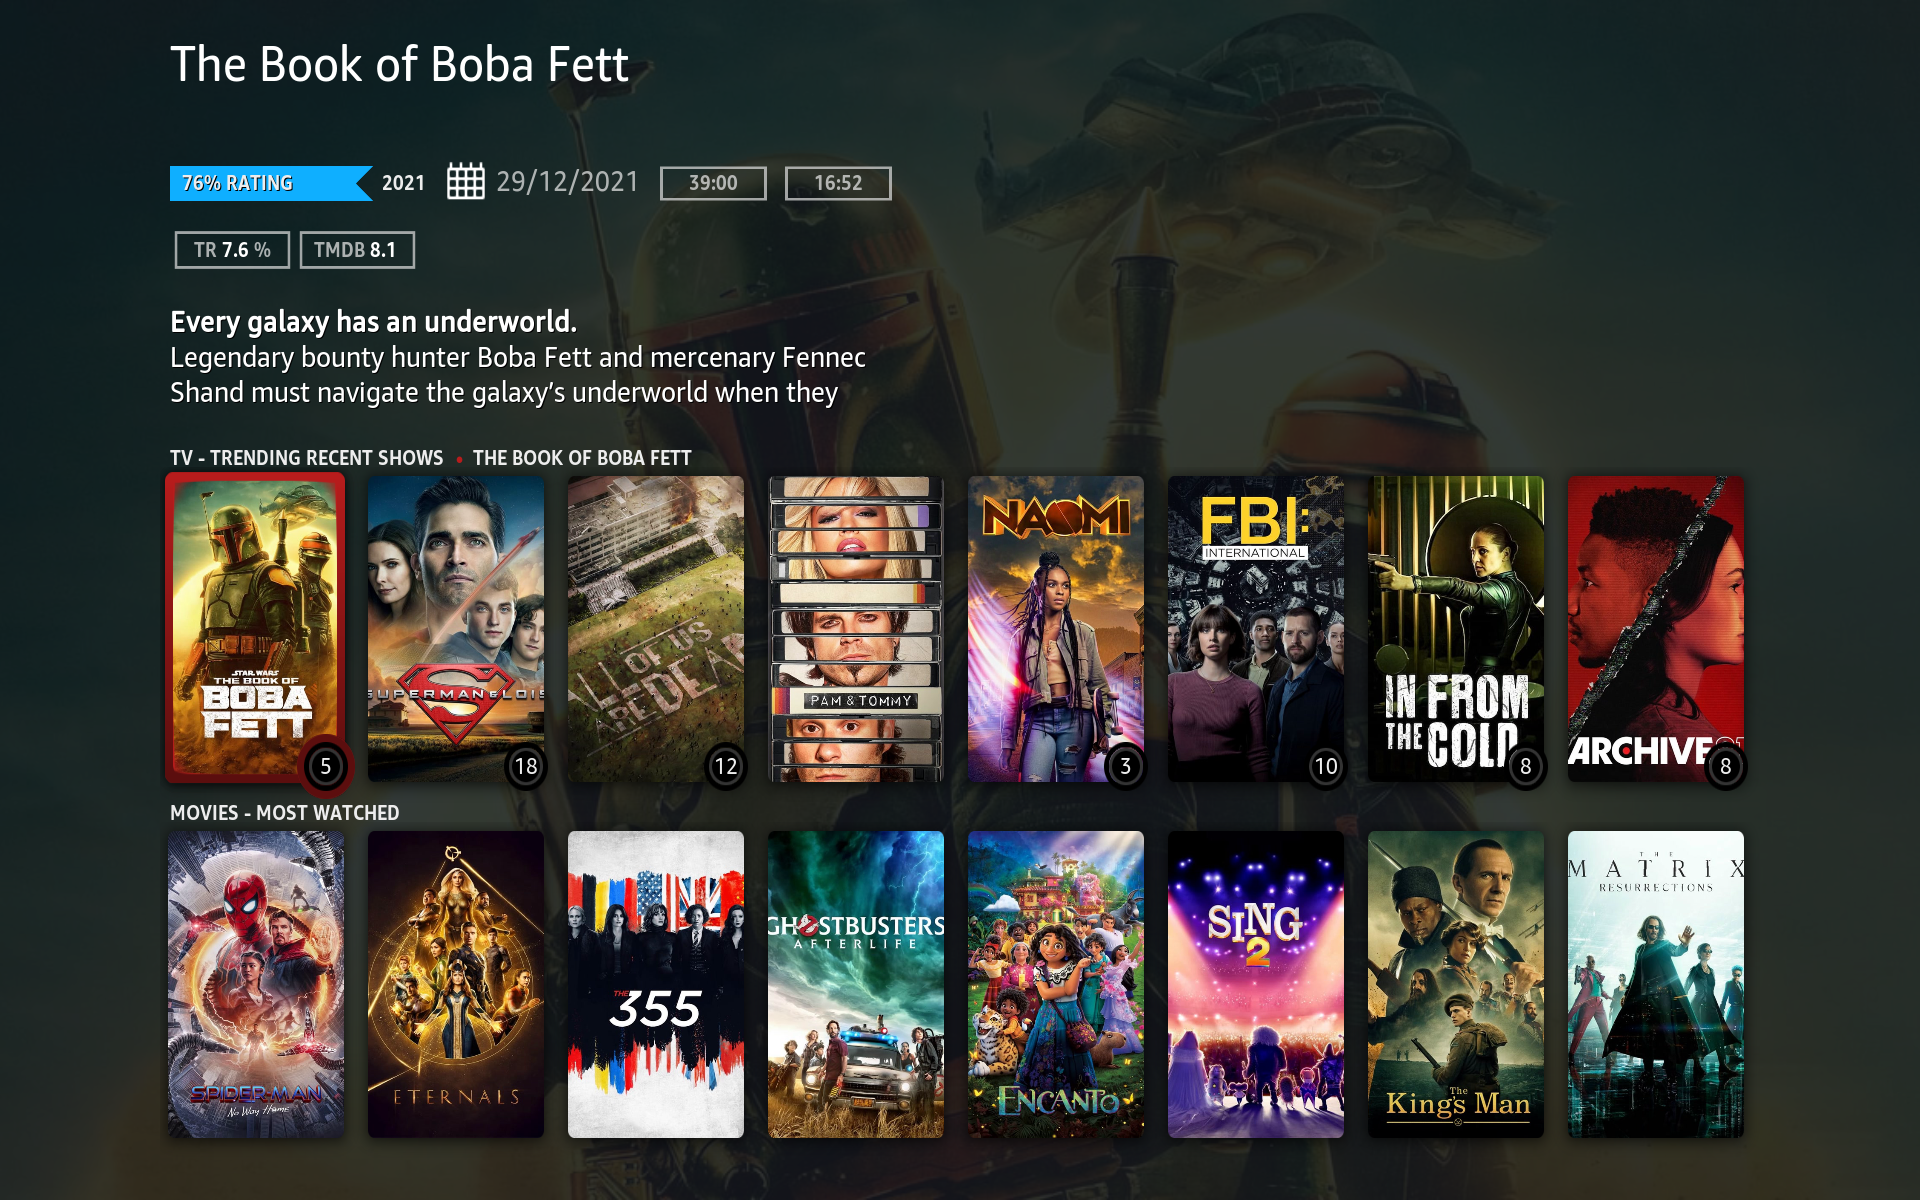 The Book of Boba Fett
76% RATING 2021 29/12/2021 39:00 16:52
TR 7.6 % TMDB 8.1
Every galaxy has an underworld.
Legendary bounty hunter Boba Fett and mercenary Fennec
Shand must navigate the galaxy's underworld when they
TV - TRENDING RECENT SHOWS • THE BOOK OF BOBA FETT
STAR WARS
THE BOOK OF
BOBA
FETT
5
SUPERMAN & LOIS
18
ALL OF US
ARE DEA
12
PAM & TOMMY
NAOMI
3
FBI:
INTERNATIONAL
10
IN FROM
THE COLD
8
ARCHIVE 81
8
MOVIES - MOST WATCHED
SPIDER-MAN
No Way Home
ETERNALS
THE
355
GHOSTBUSTERS
AFTERLIFE
ENCANTO
SING
2
The
King's Man
THE
MATRIX
RESURRECTIONS